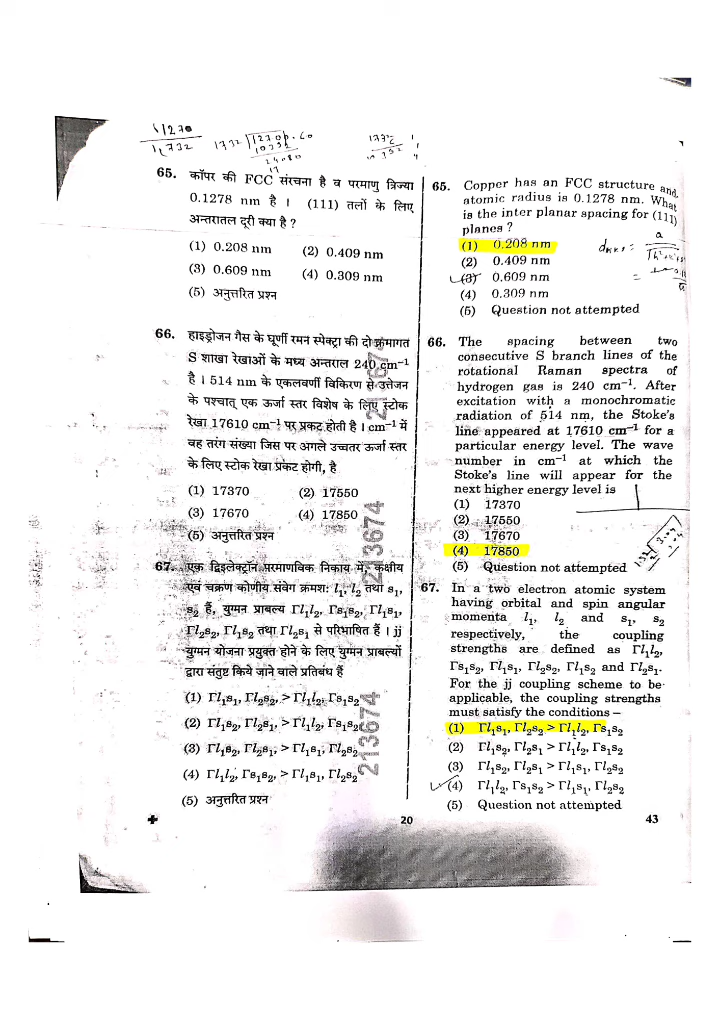 1270
1732
65. कॉपर की FCC संरचना है व परमाणु त्रिज्या
0.1278 nm है । (111) तलों के लिए
अन्तरातल दूरी क्या है ?
(1) 0.208 nm (2) 0.409 nm
(3) 0.609 nm (4) 0.309 nm
(5) अनुत्तरित प्रश्न
66. हाइड्रोजन गैस के घूर्णी रमन स्पेक्ट्रा की दो क्रमागत
S शाखा रेखाओं के मध्य अन्तराल 240 cm⁻¹
है । 514 nm के एकलवर्णी विकिरण से उत्तेजन
के पश्चात् एक ऊर्जा स्तर विशेष के लिए स्टोक
रेखा 17610 cm⁻¹ पर प्रकट होती है । cm⁻¹ में
वह तरंग संख्या जिस पर अगले उच्चतर ऊर्जा स्तर
के लिए स्टोक रेखा प्रकट होगी, है
(1) 17370 (2) 17550
(3) 17670 (4) 17850
(5) अनुत्तरित प्रश्न
67. एक द्विइलेक्ट्रॉन परमाणविक निकाय में, कक्षीय
एवं चक्रण कोणीय संवेग क्रमशः l₁, l₂ तथा s₁,
s₂ हैं, युग्मन प्राबल्य Γl₁l₂, Γs₁s₂, Γl₁s₁,
Γl₂s₂, Γl₁s₂ तथा Γl₂s₁ से परिभाषित हैं । jj
युग्मन योजना प्रयुक्त होने के लिए युग्मन प्राबल्यों
द्वारा संतुष्ट किये जाने वाले प्रतिबंध हैं
(1) Γl₁s₁, Γl₂s₂, > Γl₁l₂, Γs₁s₂
(2) Γl₁s₂, Γl₂s₁, > Γl₁l₂, Γs₁s₂
(3) Γl₁s₂, Γl₂s₁, > Γl₁s₁, Γl₂s₂
(4) Γl₁l₂, Γs₁s₂, > Γl₁s₁, Γl₂s₂
(5) अनुत्तरित प्रश्न
213674
213674
65. Copper has an FCC structure and
atomic radius is 0.1278 nm. What
is the inter planar spacing for (111)
planes ?
(1) 0.208 nm
(2) 0.409 nm
(3) 0.609 nm
(4) 0.309 nm
(5) Question not attempted
66. The spacing between two
consecutive S branch lines of the
rotational Raman spectra of
hydrogen gas is 240 cm⁻¹. After
excitation with a monochromatic
radiation of 514 nm, the Stoke's
line appeared at 17610 cm⁻¹ for a
particular energy level. The wave
number in cm⁻¹ at which the
Stoke's line will appear for the
next higher energy level is
(1) 17370
(2) 17550
(3) 17670
(4) 17850
(5) Question not attempted
67. In a two electron atomic system
having orbital and spin angular
momenta l₁, l₂ and s₁, s₂
respectively, the coupling
strengths are defined as Γl₁l₂,
Γs₁s₂, Γl₁s₁, Γl₂s₂, Γl₁s₂ and Γl₂s₁.
For the jj coupling scheme to be
applicable, the coupling strengths
must satisfy the conditions –
(1) Γl₁s₁, Γl₂s₂ > Γl₁l₂, Γs₁s₂
(2) Γl₁s₂, Γl₂s₁ > Γl₁l₂, Γs₁s₂
(3) Γl₁s₂, Γl₂s₁ > Γl₁s₁, Γl₂s₂
(4) Γl₁l₂, Γs₁s₂ > Γl₁s₁, Γl₂s₂
(5) Question not attempted
20
43